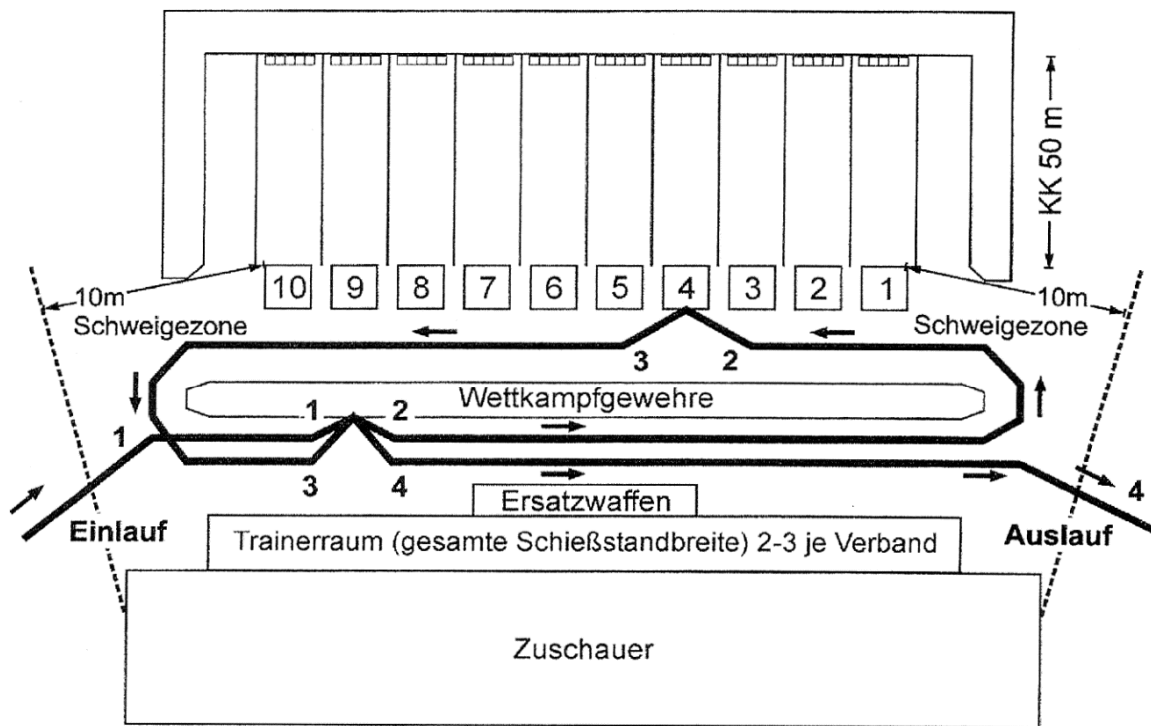 KK 50 m
10 9 8 7 6 5 4 3 2 1
10m
Schweigezone
10m
Schweigezone
3 2
Wettkampfgewehre
1
1 2
3 4
4
Einlauf
Ersatzwaffen
Auslauf
Trainerraum (gesamte Schießstandbreite) 2-3 je Verband
Zuschauer